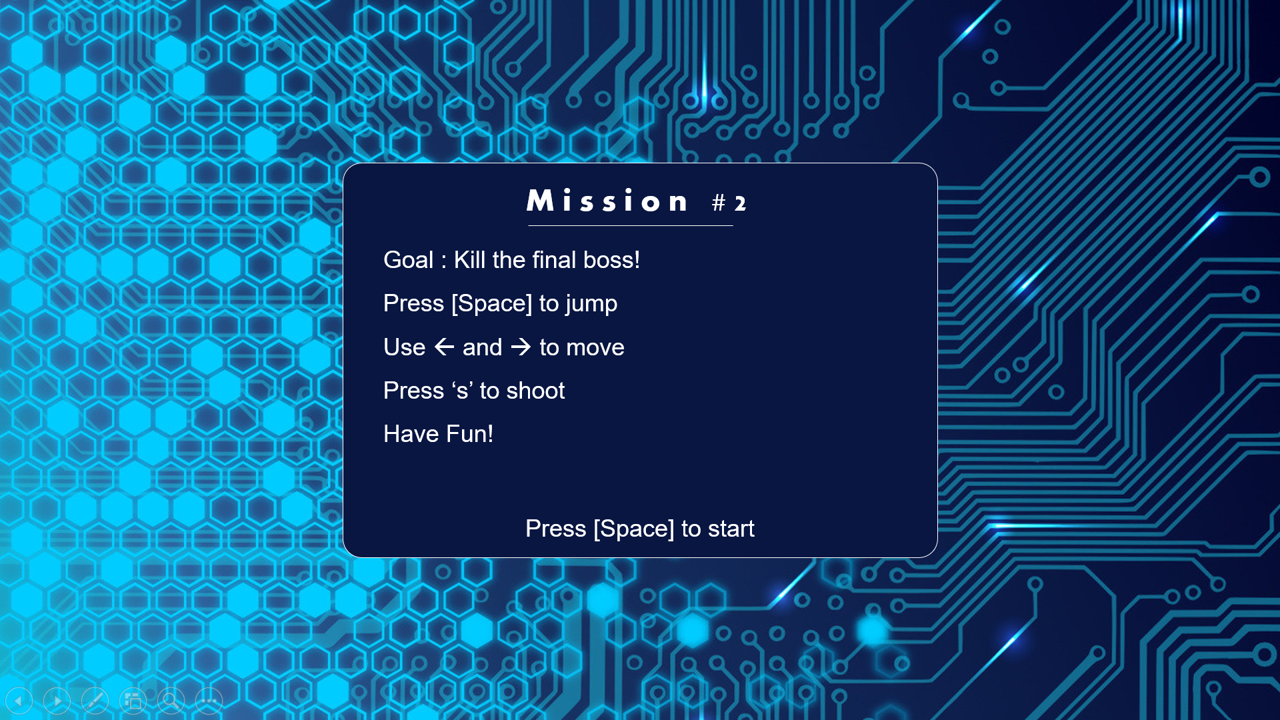 Mission #2
Goal : Kill the final boss!
Press [Space] to jump
Use ← and → to move
Press ‘s’ to shoot
Have Fun!
Press [Space] to start